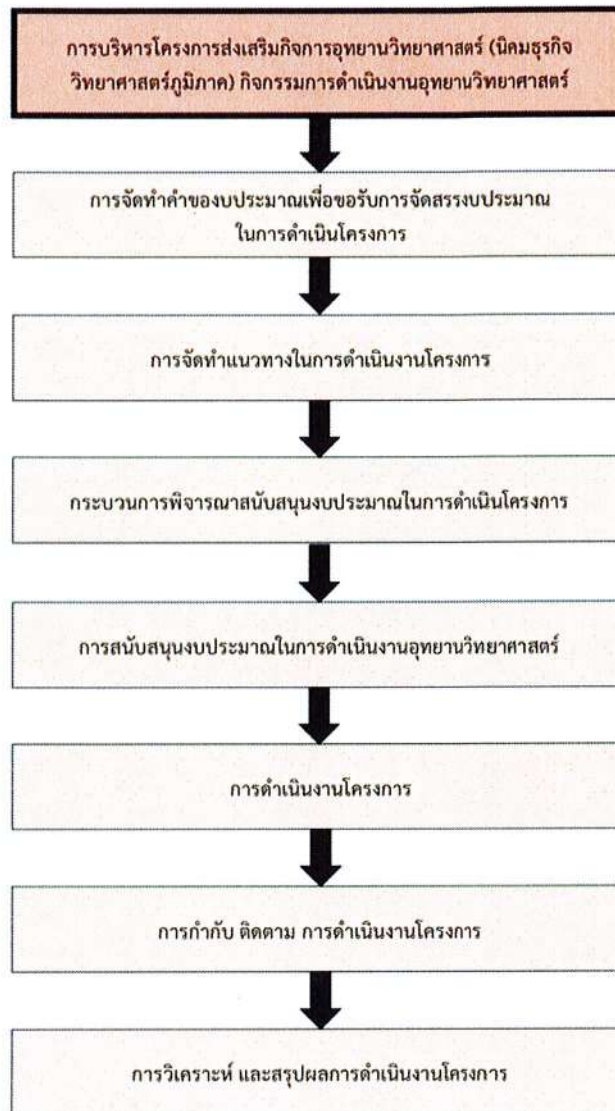 การบริหารโครงการส่งเสริมกิจการอุทยานวิทยาศาสตร์ (นิคมธุรกิจ
วิทยาศาสตร์ภูมิภาค) กิจกรรมการดำเนินงานอุทยานวิทยาศาสตร์
การจัดทำคำของบประมาณเพื่อขอรับการจัดสรรงบประมาณ
ในการดำเนินโครงการ
การจัดทำแนวทางในการดำเนินงานโครงการ
กระบวนการพิจารณาสนับสนุนงบประมาณในการดำเนินโครงการ
การสนับสนุนงบประมาณในการดำเนินงานอุทยานวิทยาศาสตร์
การดำเนินงานโครงการ
การกำกับ ติดตาม การดำเนินงานโครงการ
การวิเคราะห์ และสรุปผลการดำเนินงานโครงการ